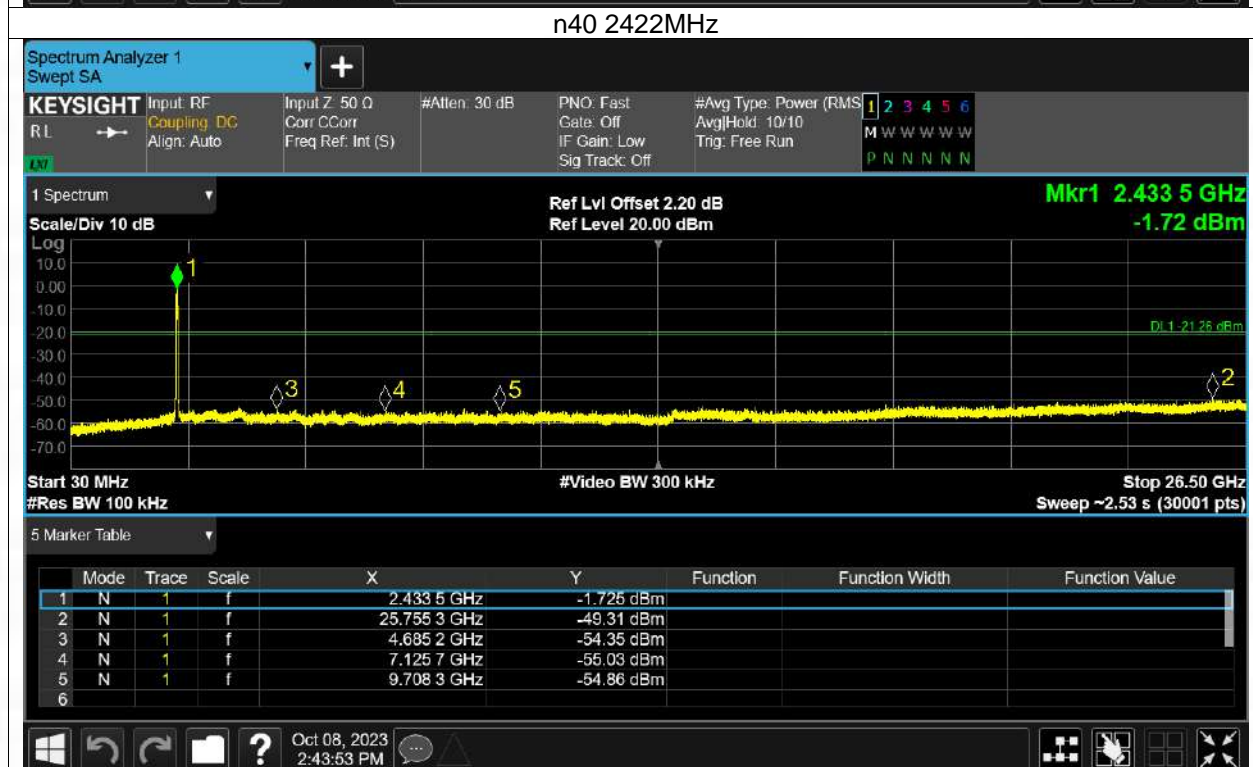 n40 2422MHz
Spectrum Analyzer 1
Swept SA
+
KEYSIGHT Input: RF Input Z: 50 Ω #Atten: 30 dB PNO: Fast #Avg Type: Power (RMS 1 2 3 4 5 6
RL Coupling: DC Corr CCorr Gate: Off Avg|Hold: 10/10 M W W W W W
Align: Auto Freq Ref: Int (S) IF Gain: Low Trig: Free Run
LXI Sig Track: Off P N N N N N
1 Spectrum Ref Lvl Offset 2.20 dB Mkr1 2.433 5 GHz
Scale/Div 10 dB Ref Level 20.00 dBm -1.72 dBm
Log
10.0
0.00
-10.0
-20.0
-30.0
-40.0
-50.0
-60.0
-70.0
1
DL1 -21.26 dBm
3 4 5 2
Start 30 MHz #Video BW 300 kHz Stop 26.50 GHz
#Res BW 100 kHz Sweep ~2.53 s (30001 pts)
5 Marker Table
Mode Trace Scale X Y Function Function Width Function Value
1 N 1 f 2.433 5 GHz -1.725 dBm
2 N 1 f 25.755 3 GHz -49.31 dBm
3 N 1 f 4.685 2 GHz -54.35 dBm
4 N 1 f 7.125 7 GHz -55.03 dBm
5 N 1 f 9.708 3 GHz -54.86 dBm
6
? Oct 08, 2023
2:43:53 PM